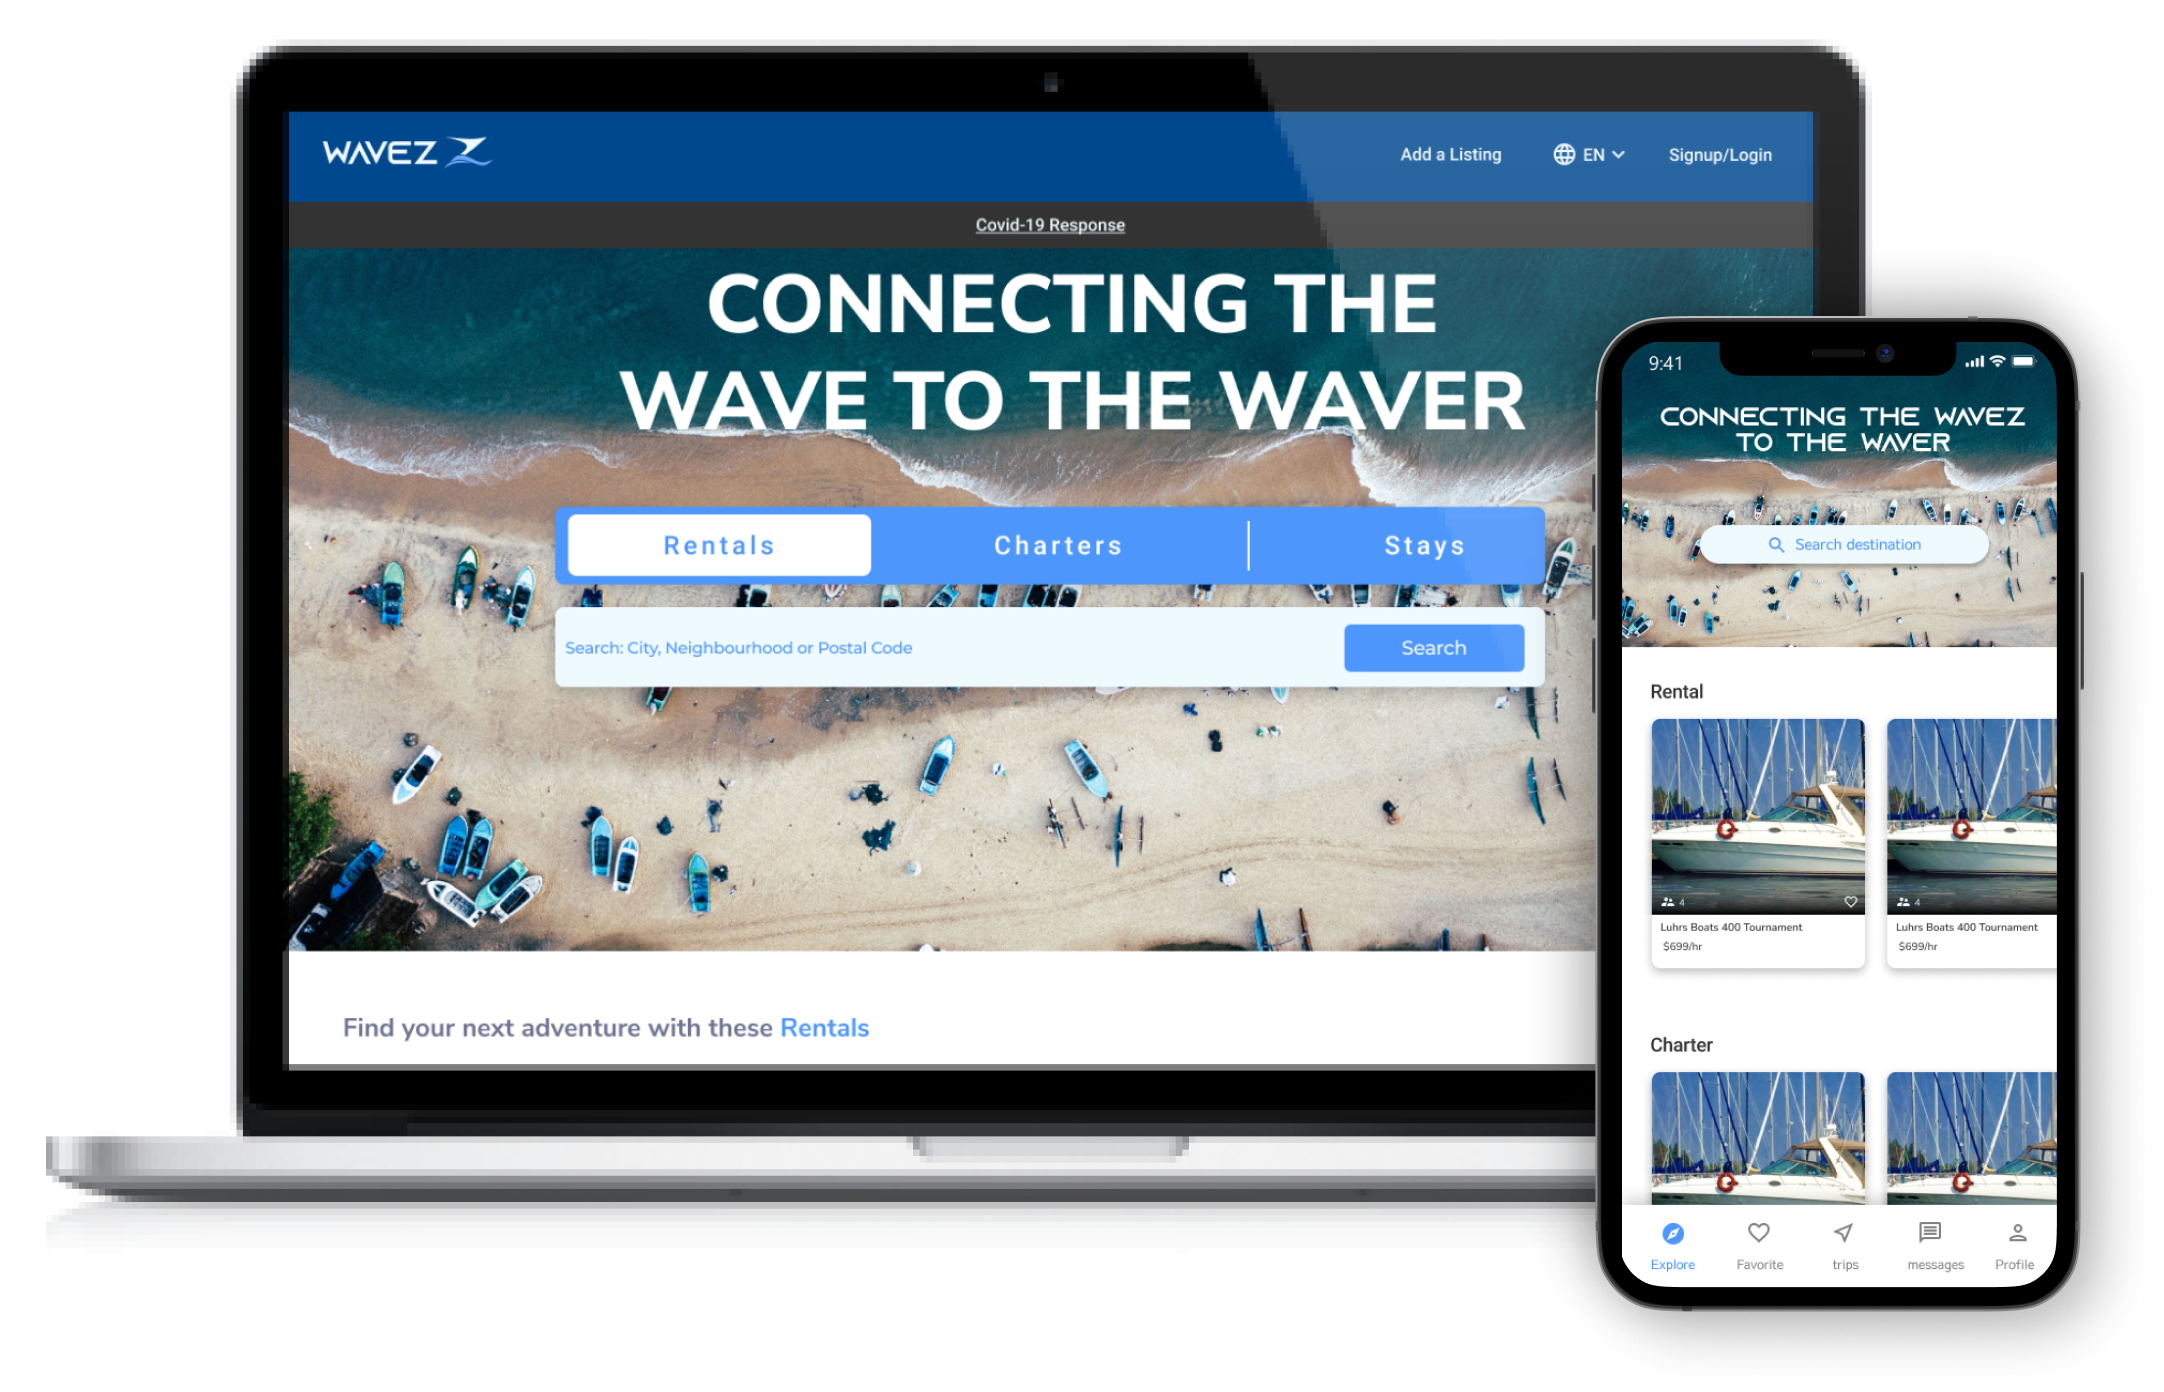 WAVEZ
Add a Listing
EN
Signup/Login
Covid-19 Response
CONNECTING THE
WAVE TO THE WAVER
Rentals
Charters
Stays
Search: City, Neighbourhood or Postal Code
Search
Find your next adventure with these Rentals
9:41
CONNECTING THE WAVEZ
TO THE WAVER
Search destination
Rental
4
4
Luhrs Boats 400 Tournament
$699/hr
Luhrs Boats 400 Tournament
$699/hr
Charter
Explore
Favorite
trips
messages
Profile